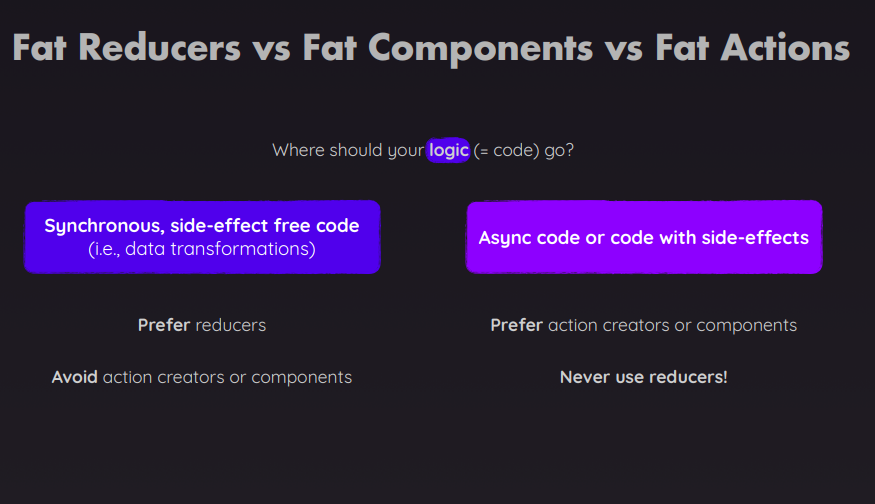 Fat Reducers vs Fat Components vs Fat Actions
Where should your logic (= code) go?
Synchronous, side-effect free code
(i.e., data transformations)
Async code or code with side-effects
Prefer reducers
Prefer action creators or components
Avoid action creators or components
Never use reducers!